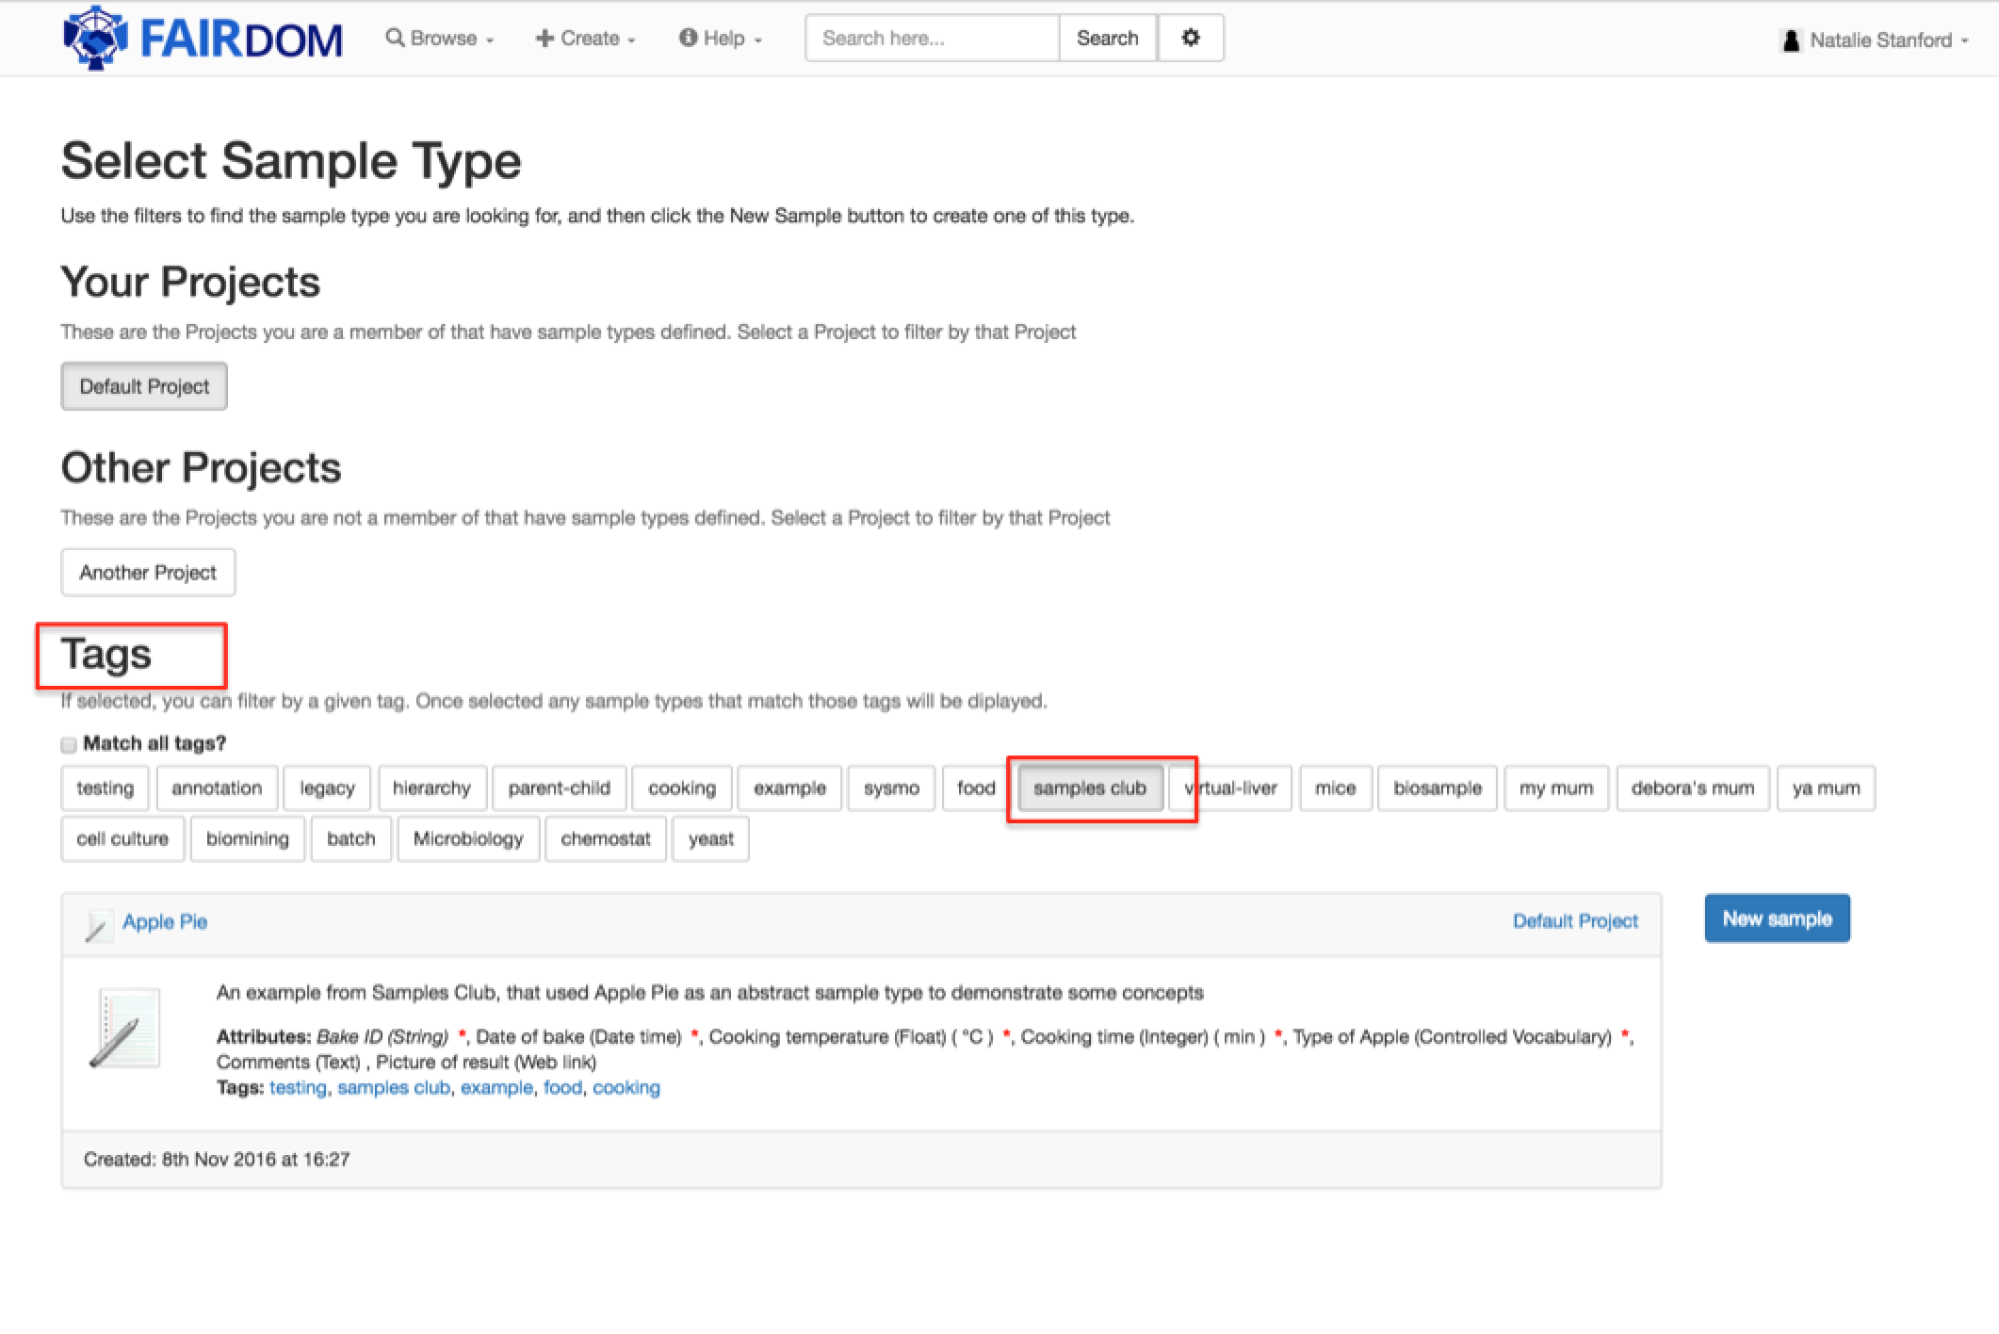 FAIRDOM Browse Create Help Search here... Search Natalie Stanford
Select Sample Type
Use the filters to find the sample type you are looking for, and then click the New Sample button to create one of this type.
Your Projects
These are the Projects you are a member of that have sample types defined. Select a Project to filter by that Project
Default Project
Other Projects
These are the Projects you are not a member of that have sample types defined. Select a Project to filter by that Project
Another Project
Tags
If selected, you can filter by a given tag. Once selected any sample types that match those tags will be diplayed.
Match all tags?
testing annotation legacy hierarchy parent-child cooking example sysmo food samples club virtual-liver mice biosample my mum debora's mum ya mum
cell culture biomining batch Microbiology chemostat yeast
Apple Pie Default Project New sample
An example from Samples Club, that used Apple Pie as an abstract sample type to demonstrate some concepts
Attributes: Bake ID (String) *, Date of bake (Date time) *, Cooking temperature (Float) ( °C ) *, Cooking time (Integer) ( min ) *, Type of Apple (Controlled Vocabulary) *,
Comments (Text) , Picture of result (Web link)
Tags: testing, samples club, example, food, cooking
Created: 8th Nov 2016 at 16:27